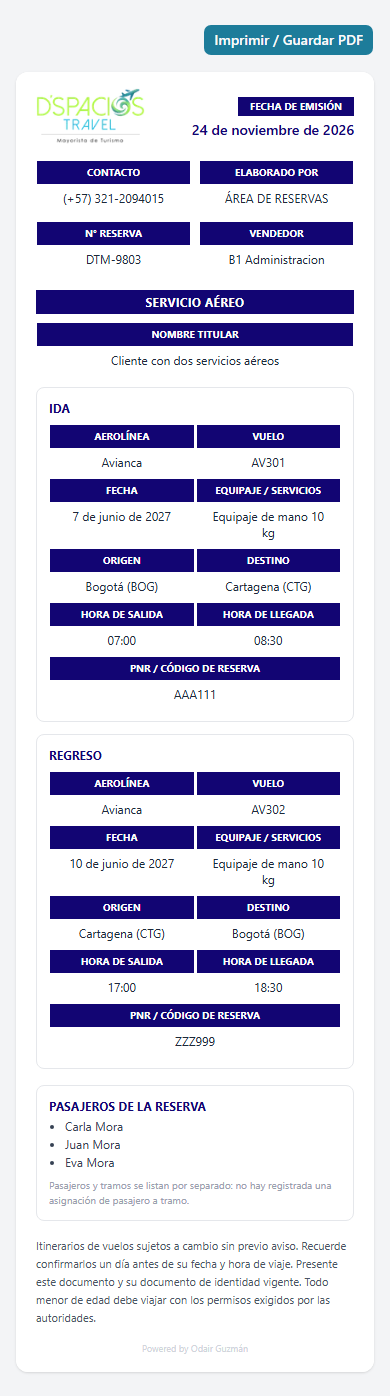 Imprimir / Guardar PDF
D'SPACIOS
TRAVEL
Mayorista de Turismo
FECHA DE EMISIÓN
24 de noviembre de 2026
CONTACTO
ELABORADO POR
(+57) 321-2094015
ÁREA DE RESERVAS
N° RESERVA
VENDEDOR
DTM-9803
B1 Administracion
SERVICIO AÉREO
NOMBRE TITULAR
Cliente con dos servicios aéreos
IDA
AEROLÍNEA
VUELO
Avianca
AV301
FECHA
EQUIPAJE / SERVICIOS
7 de junio de 2027
Equipaje de mano 10
kg
ORIGEN
DESTINO
Bogotá (BOG)
Cartagena (CTG)
HORA DE SALIDA
HORA DE LLEGADA
07:00
08:30
PNR / CÓDIGO DE RESERVA
AAA111
REGRESO
AEROLÍNEA
VUELO
Avianca
AV302
FECHA
EQUIPAJE / SERVICIOS
10 de junio de 2027
Equipaje de mano 10
kg
ORIGEN
DESTINO
Cartagena (CTG)
Bogotá (BOG)
HORA DE SALIDA
HORA DE LLEGADA
17:00
18:30
PNR / CÓDIGO DE RESERVA
ZZZ999
PASAJEROS DE LA RESERVA
• Carla Mora
• Juan Mora
• Eva Mora
Pasajeros y tramos se listan por separado: no hay registrada una
asignación de pasajero a tramo.
Itinerarios de vuelos sujetos a cambio sin previo aviso. Recuerde
confirmarlos un día antes de su fecha y hora de viaje. Presente
este documento y su documento de identidad vigente. Todo
menor de edad debe viajar con los permisos exigidos por las
autoridades.
Powered by Odair Guzmán